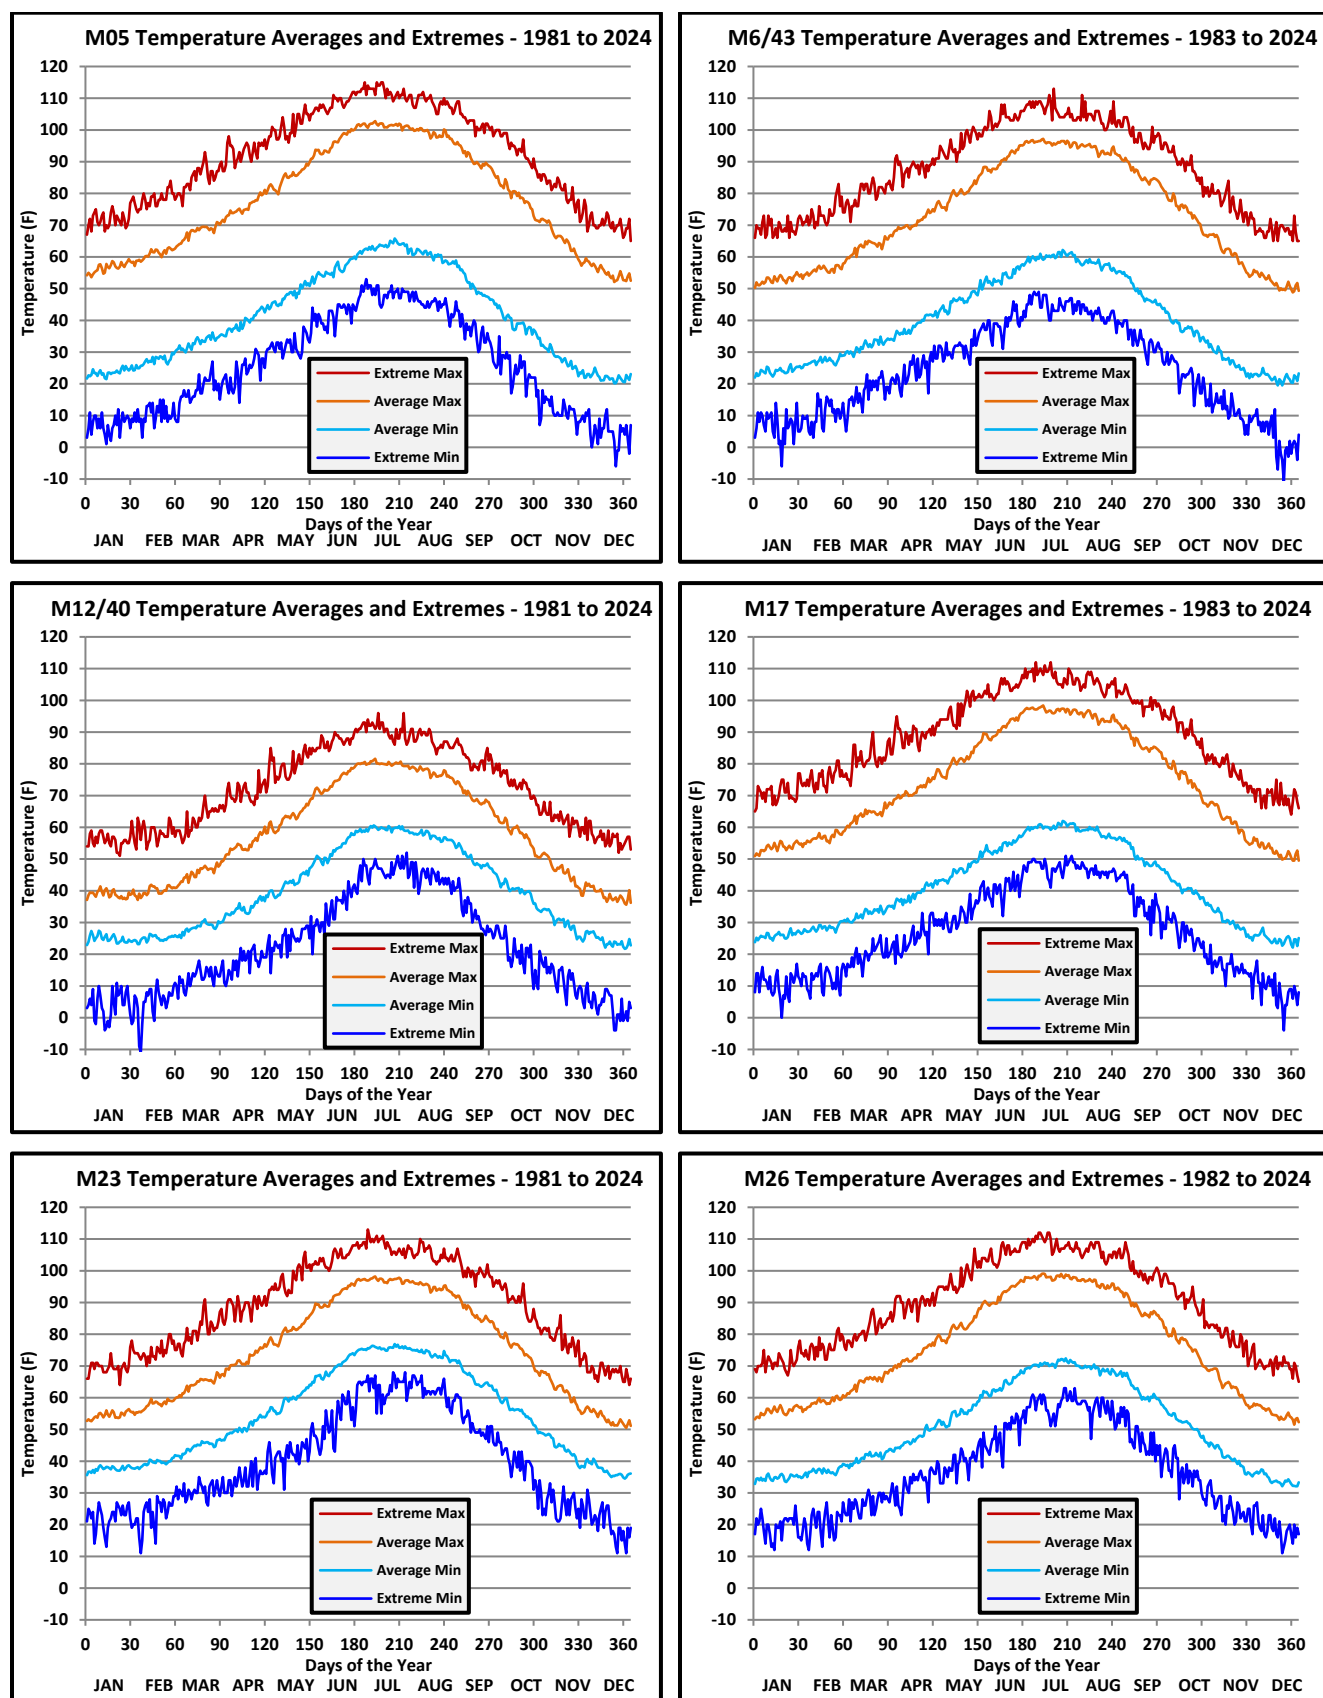 M05 Temperature Averages and Extremes - 1981 to 2024
120
110
100
90
80
70
60
50
40
30
20
10
0
-10
Temperature (F)
Extreme Max
Average Max
Average Min
Extreme Min
0 30 60 90 120 150 180 210 240 270 300 330 360
Days of the Year
JAN FEB MAR APR MAY JUN JUL AUG SEP OCT NOV DEC
M6/43 Temperature Averages and Extremes - 1983 to 2024
120
110
100
90
80
70
60
50
40
30
20
10
0
-10
Temperature (F)
Extreme Max
Average Max
Average Min
Extreme Min
0 30 60 90 120 150 180 210 240 270 300 330 360
Days of the Year
JAN FEB MAR APR MAY JUN JUL AUG SEP OCT NOV DEC
M12/40 Temperature Averages and Extremes - 1981 to 2024
120
110
100
90
80
70
60
50
40
30
20
10
0
-10
Temperature (F)
Extreme Max
Average Max
Average Min
Extreme Min
0 30 60 90 120 150 180 210 240 270 300 330 360
Days of the Year
JAN FEB MAR APR MAY JUN JUL AUG SEP OCT NOV DEC
M17 Temperature Averages and Extremes - 1983 to 2024
120
110
100
90
80
70
60
50
40
30
20
10
0
-10
Temperature (F)
Extreme Max
Average Max
Average Min
Extreme Min
0 30 60 90 120 150 180 210 240 270 300 330 360
Days of the Year
JAN FEB MAR APR MAY JUN JUL AUG SEP OCT NOV DEC
M23 Temperature Averages and Extremes - 1981 to 2024
120
110
100
90
80
70
60
50
40
30
20
10
0
-10
Temperature (F)
Extreme Max
Average Max
Average Min
Extreme Min
0 30 60 90 120 150 180 210 240 270 300 330 360
Days of the Year
JAN FEB MAR APR MAY JUN JUL AUG SEP OCT NOV DEC
M26 Temperature Averages and Extremes - 1982 to 2024
120
110
100
90
80
70
60
50
40
30
20
10
0
-10
Temperature (F)
Extreme Max
Average Max
Average Min
Extreme Min
0 30 60 90 120 150 180 210 240 270 300 330 360
Days of the Year
JAN FEB MAR APR MAY JUN JUL AUG SEP OCT NOV DEC